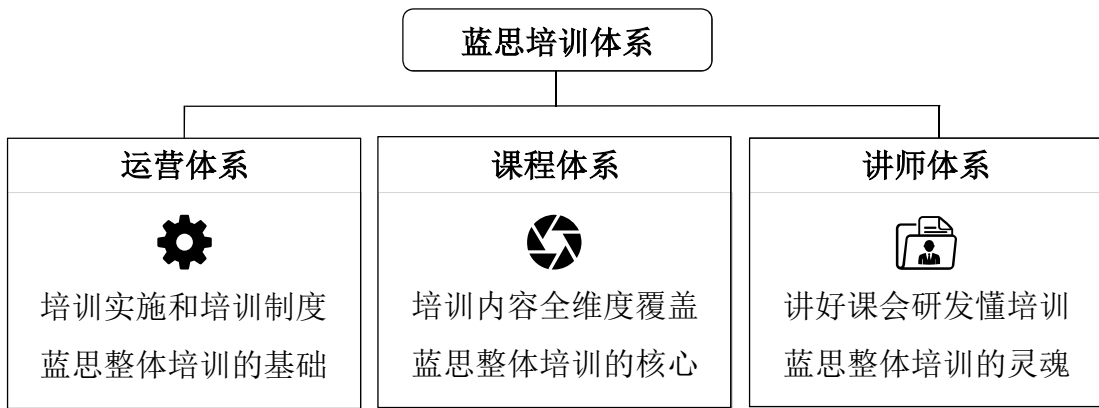 蓝思培训体系
运营体系
培训实施和培训制度
蓝思整体培训的基础
课程体系
培训内容全维度覆盖
蓝思整体培训的核心
讲师体系
讲好课会研发懂培训
蓝思整体培训的灵魂